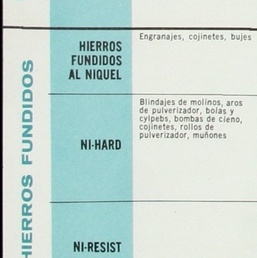 HIERROS FUNDIDOS
HIERROS
FUNDIDOS
AL NIQUEL
Engranajes, cojinetes, bujes
NI-HARD
Blindajes de molinos, aros
de pulverizador, bolas y
cylpebs, bombas de cieno,
cojinetes, rollos de
pulverizador, muñones
NI-RESIST